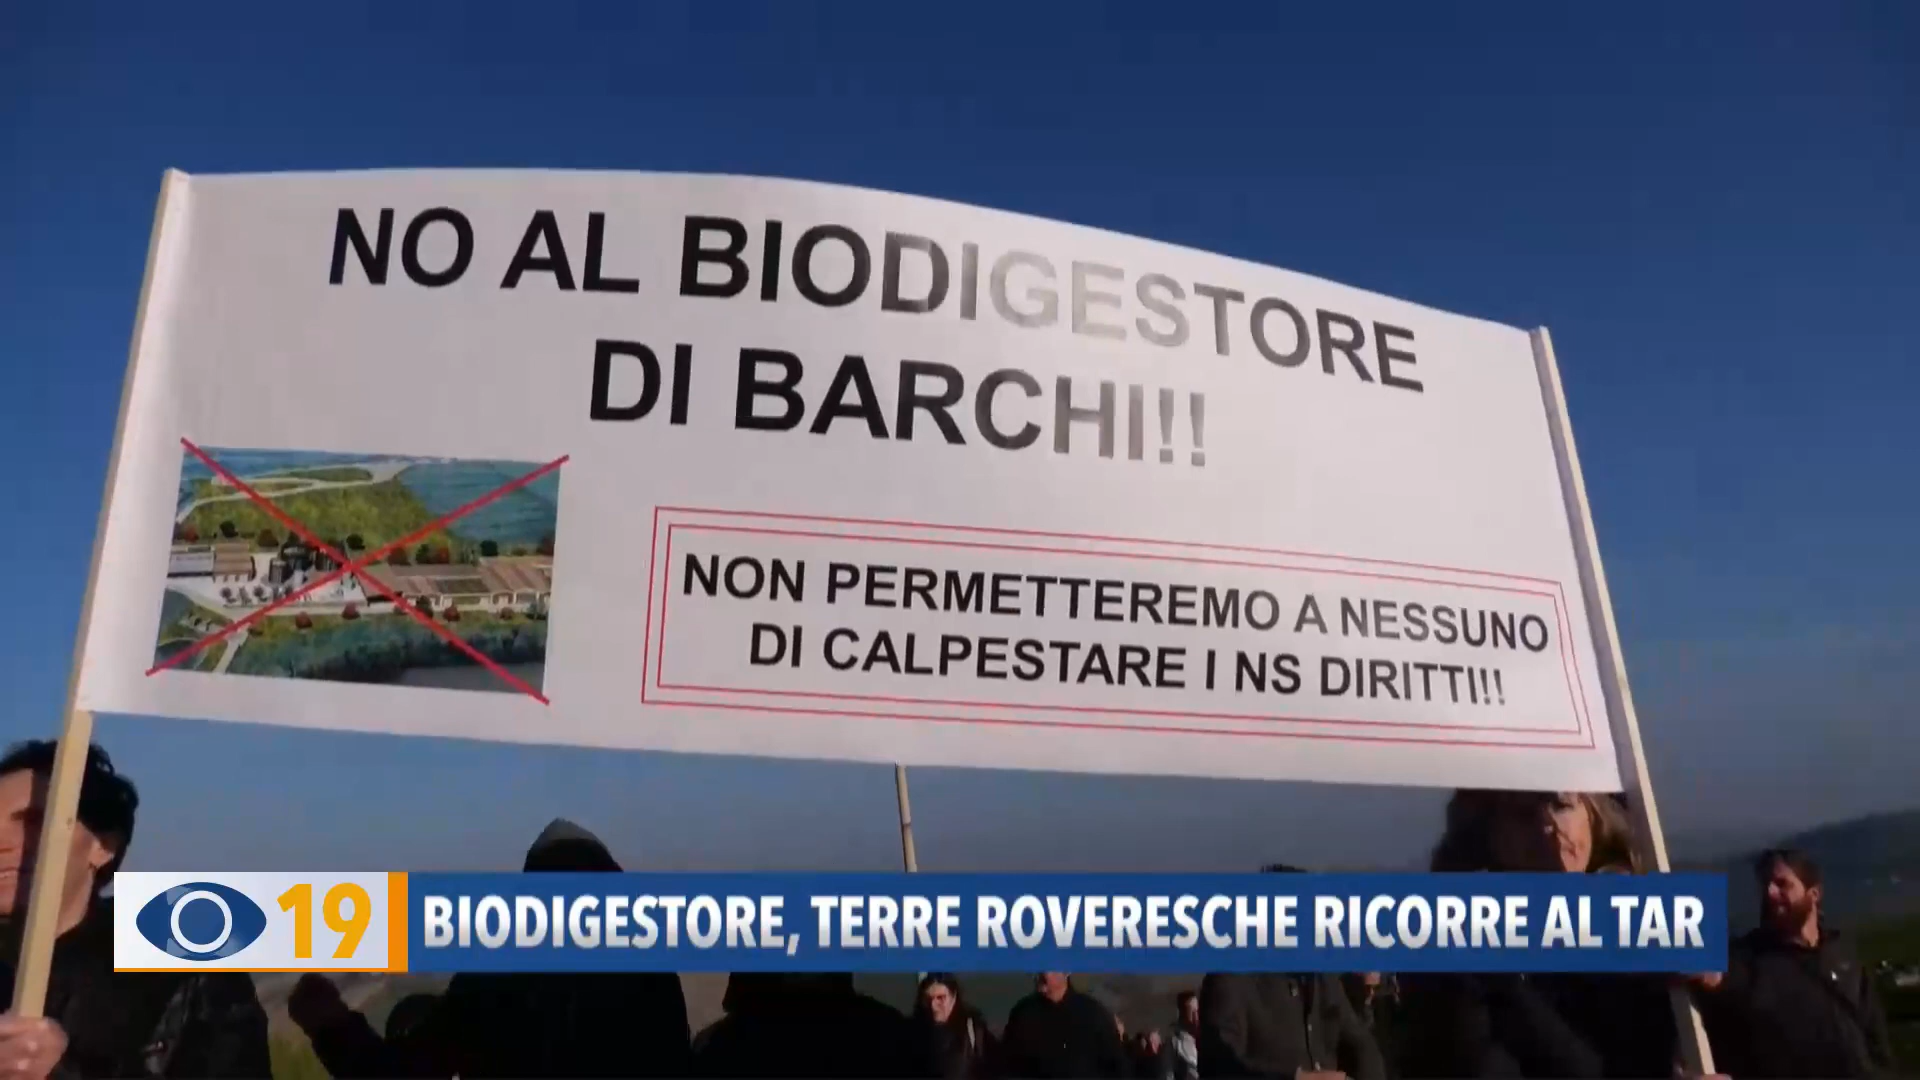 NO AL BIODIGESTORE
DI BARCHI!!
NON PERMETTEREMO A NESSUNO
DI CALPESTARE I NS DIRITTI!!
19
BIODIGESTORE, TERRE ROVERESCHE RICORRE AL TAR